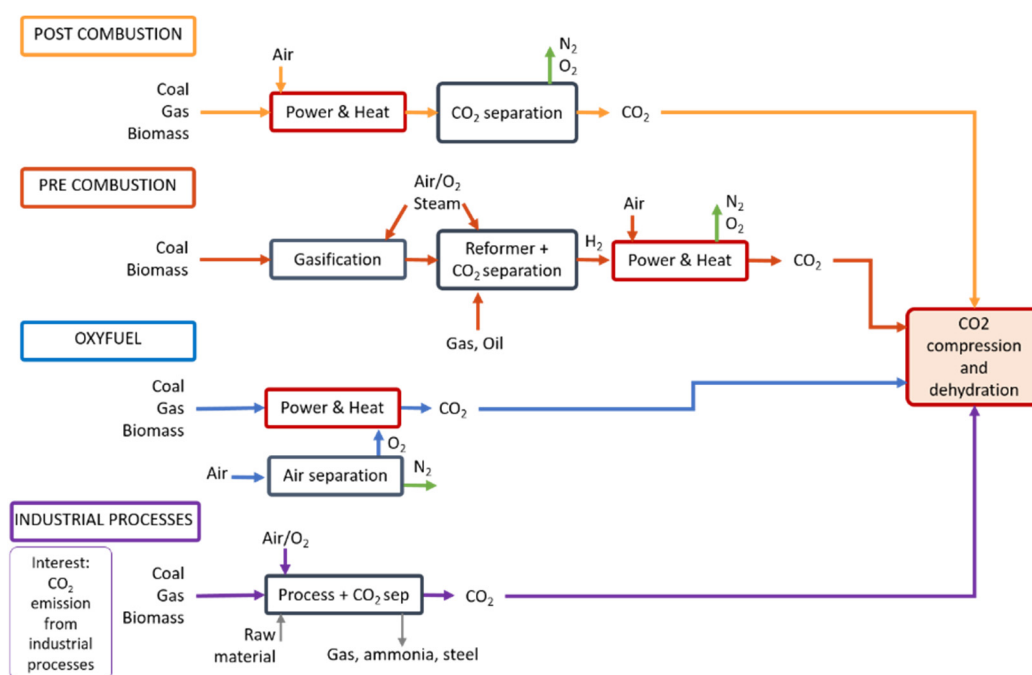 POST COMBUSTION
Air
N₂
O₂
Coal
Gas
Biomass
Power & Heat
CO₂ separation
CO₂
PRE COMBUSTION
Air/O₂
Steam
Air
N₂
O₂
Coal
Biomass
Gasification
Reformer +
CO₂ separation
H₂
Power & Heat
CO₂
Gas, Oil
CO2
compression
and
dehydration
OXYFUEL
Coal
Gas
Biomass
Power & Heat
CO₂
O₂
Air
Air separation
N₂
INDUSTRIAL PROCESSES
Interest:
CO₂
emission
from
industrial
processes
Air/O₂
Coal
Gas
Biomass
Process + CO₂ sep
CO₂
Raw
material
Gas, ammonia, steel